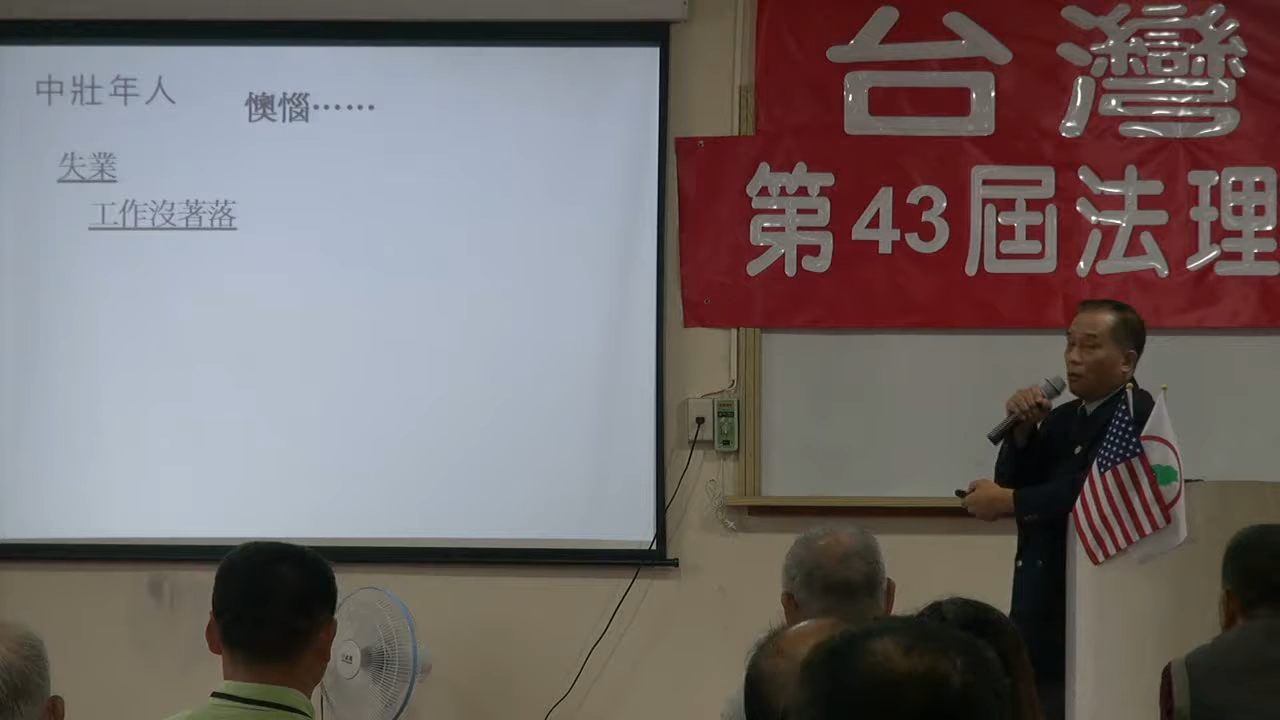 中壯年人
懊惱⋯⋯
失業
工作沒著落
台灣
第43屆法理